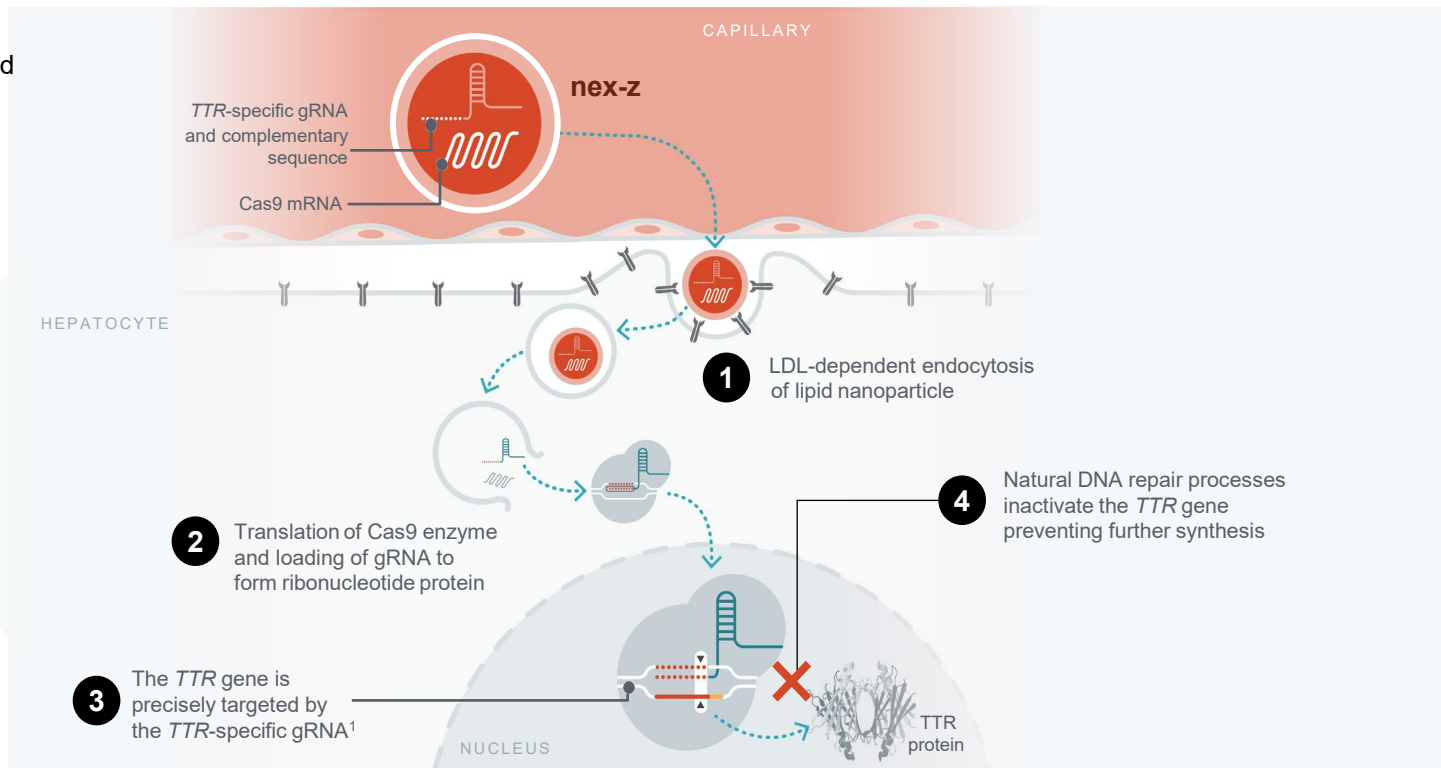 CAPILLARY
d
nex-z
TTR-specific gRNA
and complementary
sequence
Cas9 mRNA
HEPATOCYTE
1 LDL-dependent endocytosis
of lipid nanoparticle
2 Translation of Cas9 enzyme
and loading of gRNA to
form ribonucleotide protein
4 Natural DNA repair processes
inactivate the TTR gene
preventing further synthesis
3 The TTR gene is
precisely targeted by
the TTR-specific gRNA¹
NUCLEUS
TTR
protein